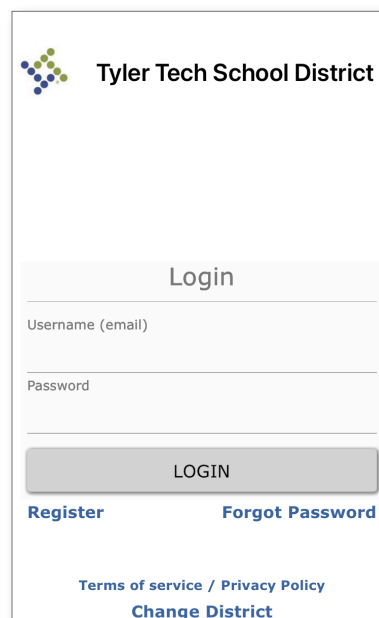 Tyler Tech School District
Login
Username (email)
Password
LOGIN
Register Forgot Password
Terms of service / Privacy Policy
Change District